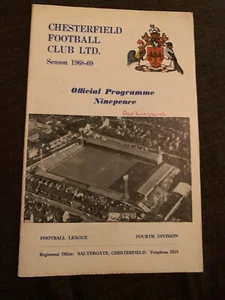 CHESTERFIELD
FOOTBALL
CLUB LTD.
Season 1968-69
Official Programme
Ninepence
FOOTBALL LEAGUE FOURTH DIVISION
Registered Office: SALTERGATE, CHESTERFIELD. Telephone 2318